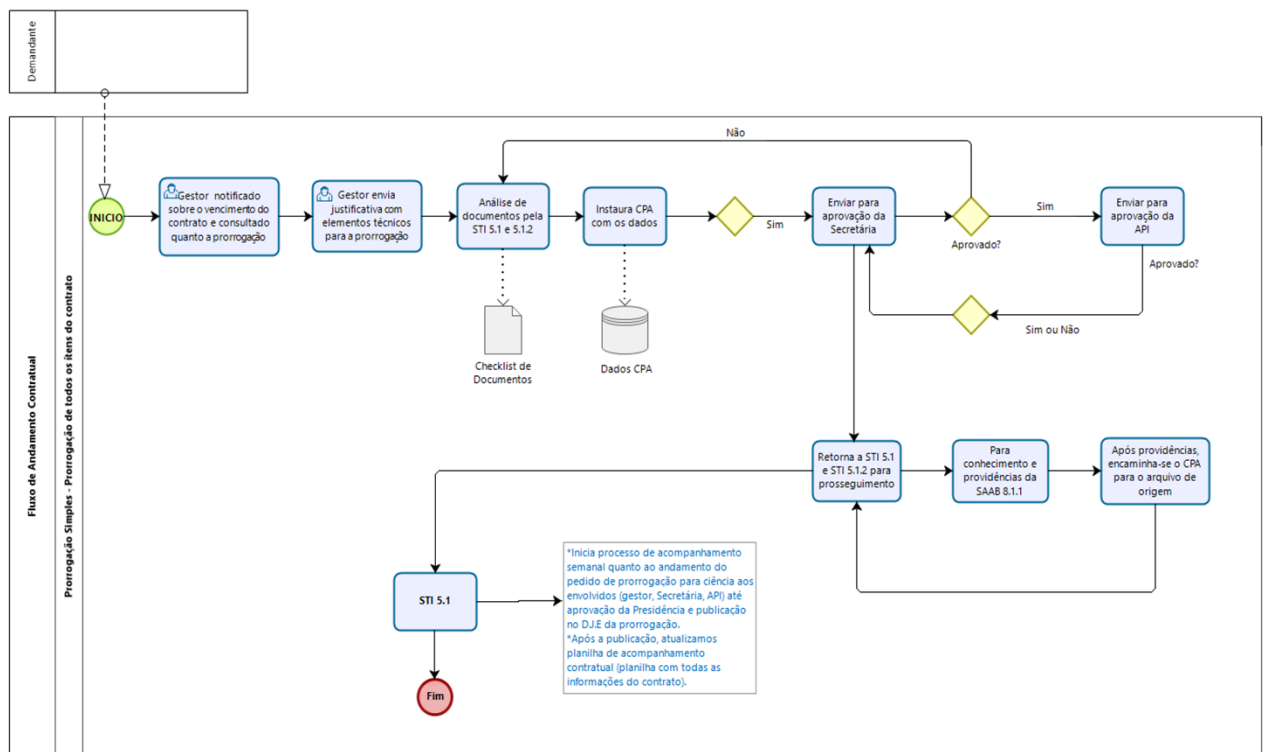 Demandante
Fluxo de Andamento Contratual
Prorrogação Simples - Prorrogação de todos os itens do contrato
INICIO
Gestor notificado
sobre o vencimento do
contrato e consultado
quanto a prorrogação
Gestor envia
justificativa com
elementos técnicos
para a prorrogação
Análise de
documentos pela
STI 5.1 e 5.1.2
Instaura CPA
com os dados
Sim
Enviar para
aprovação da
Secretária
Não
Aprovado?
Sim
Enviar para
aprovação da
API
Aprovado?
Sim ou Não
Checklist de
Documentos
Dados CPA
Retorna a STI 5.1
e STI 5.1.2 para
prosseguimento
Para
conhecimento e
providências da
SAAB 8.1.1
Após providências,
encaminha-se o CPA
para o arquivo de
origem
STI 5.1
*Inicia processo de acompanhamento
semanal quanto ao andamento do
pedido de prorrogação para ciência aos
envolvidos (gestor, Secretária, API) até
aprovação da Presidência e publicação
no D.J.E da prorrogação.
*Após a publicação, atualizamos
planilha de acompanhamento
contratual (planilha com todas as
informações do contrato).
Fim